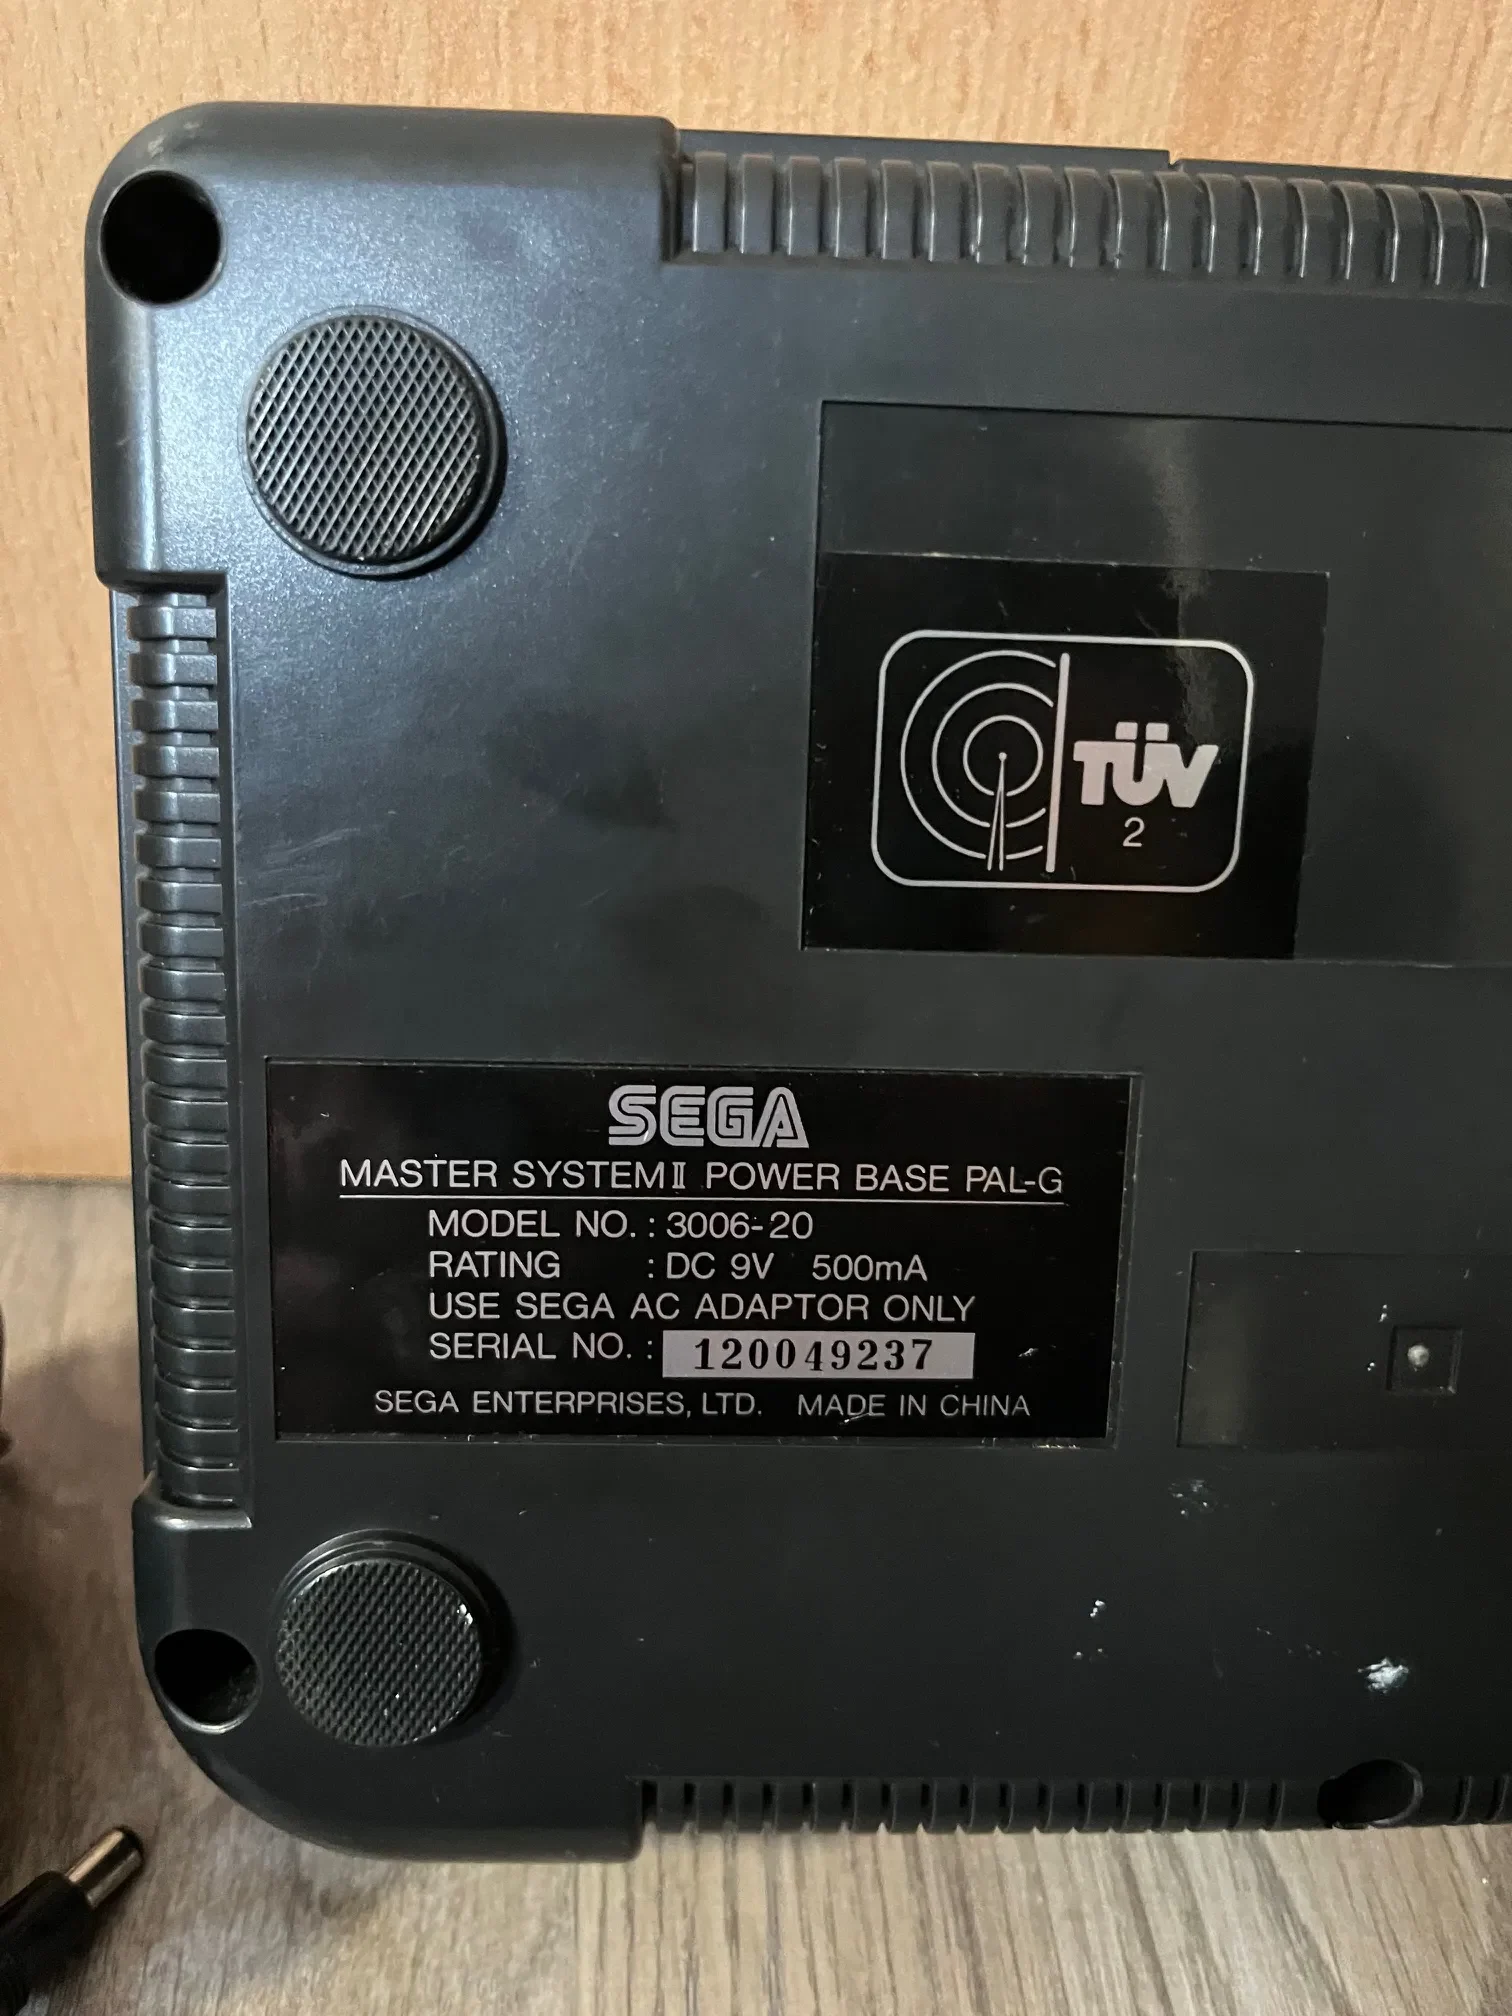 TÜV
2
SEGA
MASTER SYSTEM II POWER BASE PAL-G
MODEL NO. : 3006-20
RATING : DC 9V 500mA
USE SEGA AC ADAPTOR ONLY
SERIAL NO. : 120049237
SEGA ENTERPRISES, LTD. MADE IN CHINA